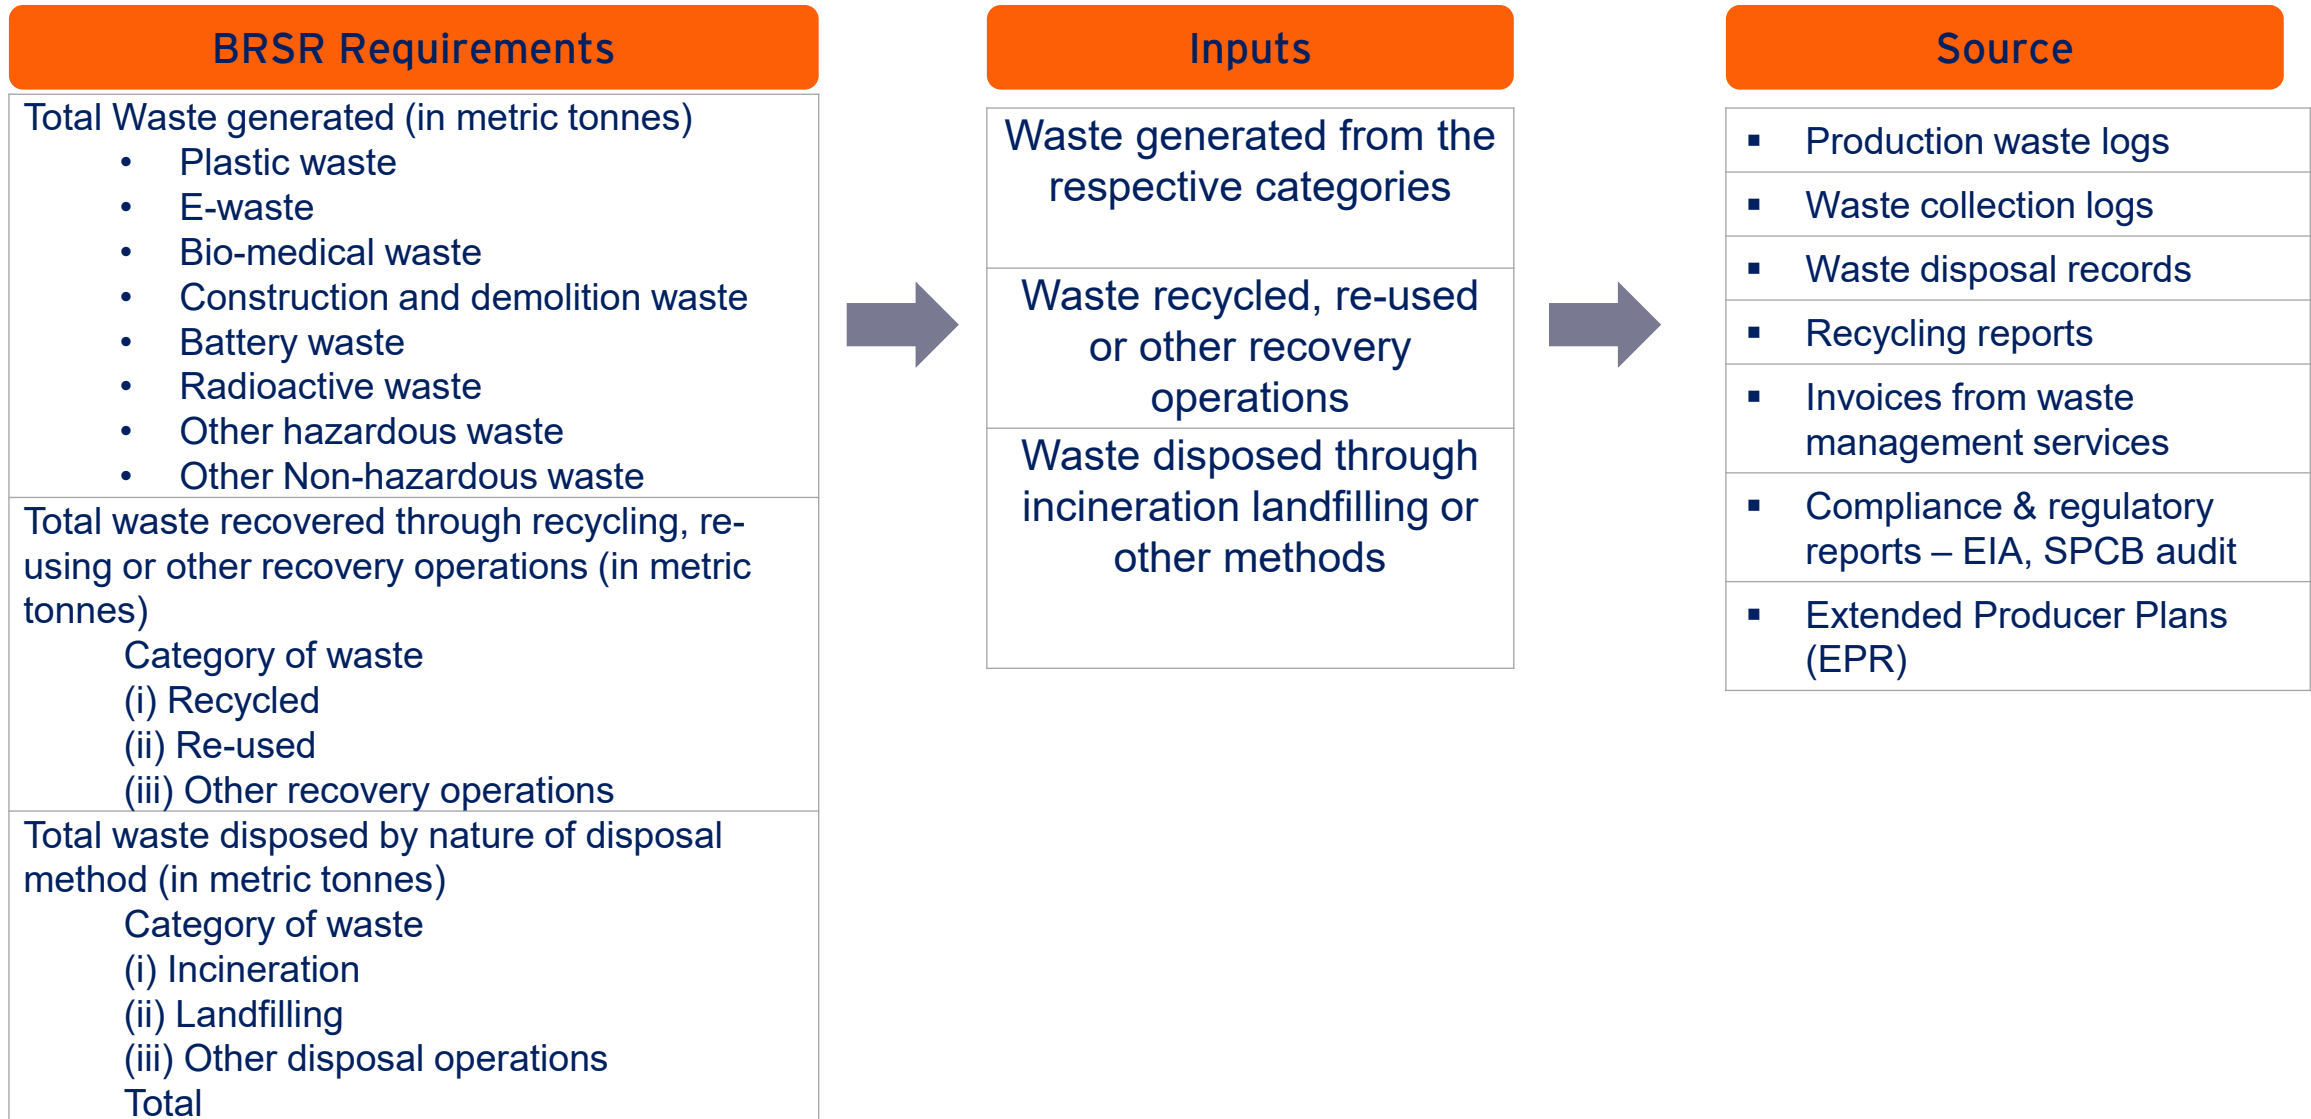 BRSR Requirements
Total Waste generated (in metric tonnes)
• Plastic waste
• E-waste
• Bio-medical waste
• Construction and demolition waste
• Battery waste
• Radioactive waste
• Other hazardous waste
• Other Non-hazardous waste
Total waste recovered through recycling, re-
using or other recovery operations (in metric
tonnes)
Category of waste
(i) Recycled
(ii) Re-used
(iii) Other recovery operations
Total waste disposed by nature of disposal
method (in metric tonnes)
Category of waste
(i) Incineration
(ii) Landfilling
(iii) Other disposal operations
Total
Inputs
Waste generated from the
respective categories
Waste recycled, re-used
or other recovery
operations
Waste disposed through
incineration landfilling or
other methods
Source
▪ Production waste logs
▪ Waste collection logs
▪ Waste disposal records
▪ Recycling reports
▪ Invoices from waste
management services
▪ Compliance & regulatory
reports – EIA, SPCB audit
▪ Extended Producer Plans
(EPR)